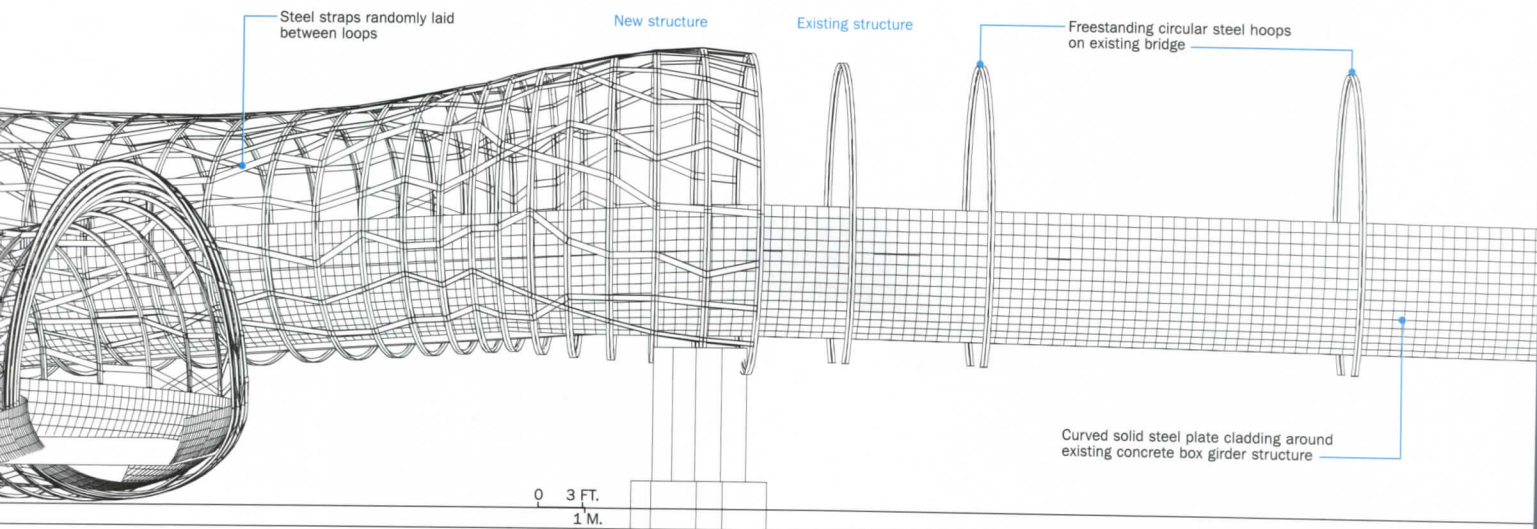 Steel straps randomly laid
between loops
New structure
Existing structure
Freestanding circular steel hoops
on existing bridge
Curved solid steel plate cladding around
existing concrete box girder structure
0 3 FT.
1 M.